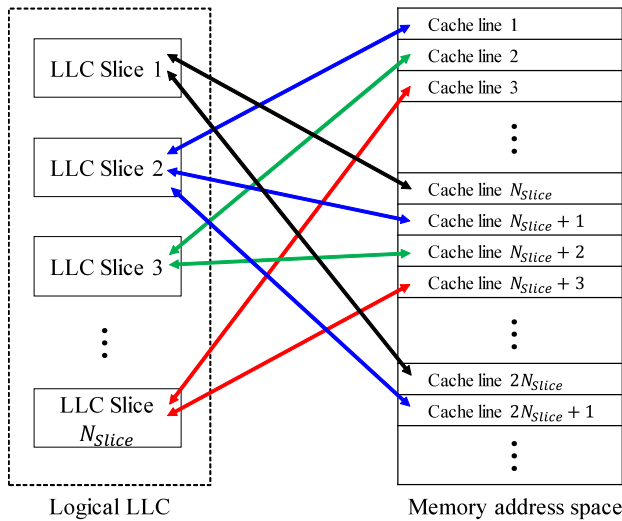 LLC Slice 1
LLC Slice 2
LLC Slice 3
⋮
LLC Slice
N_Slice
Logical LLC
Cache line 1
Cache line 2
Cache line 3
⋮
Cache line N_Slice
Cache line N_Slice + 1
Cache line N_Slice + 2
Cache line N_Slice + 3
⋮
Cache line 2N_Slice
Cache line 2N_Slice + 1
⋮
Memory address space